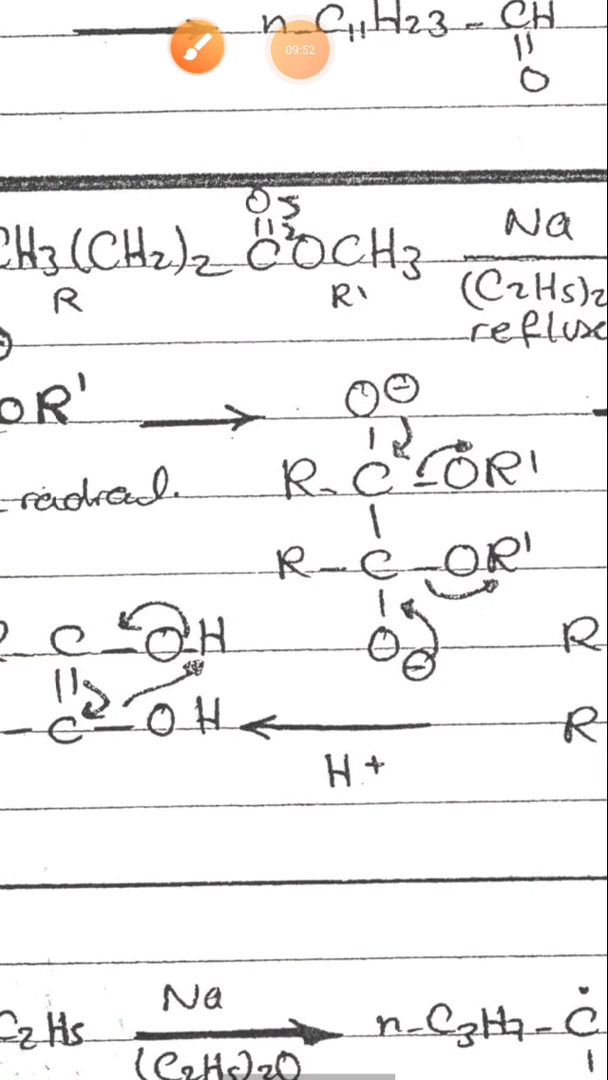 n-C11H23-CH
09:52
||
O
O
||
CH3(CH2)2 COCH3 Na
R R' (C2H5)2
reflux
OR' → O⊖
|
radical. R-C-OR'
|
R-C-OR'
|
C-OH O⊖ R
||
-C-OH ← R
H+
C2H5 Na n-C3H7-Ċ
(C2H5)2O |